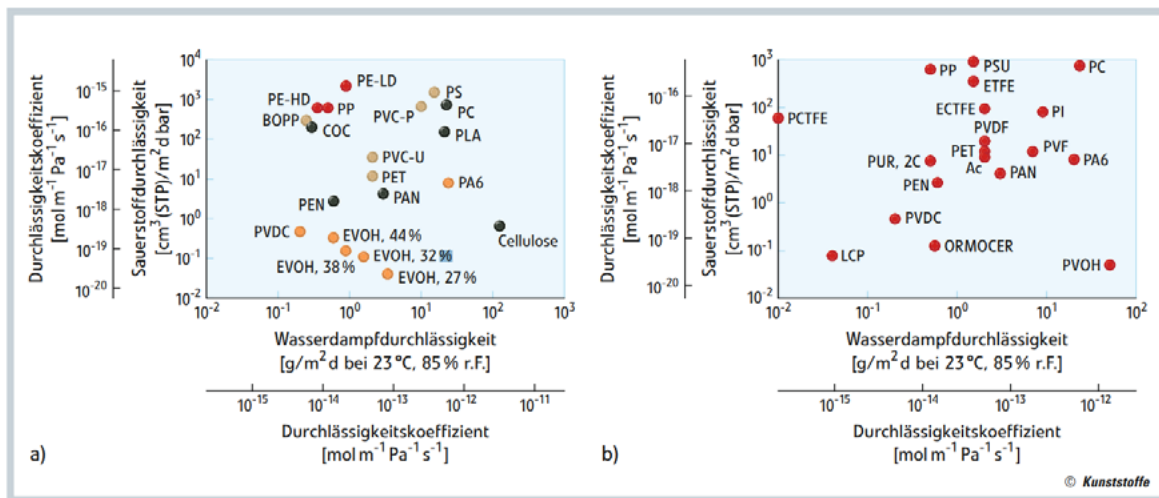 Durchlässigkeitskoeffizient
[mol m-1 Pa-1 s-1]
10-15
10-16
10-17
10-18
10-19
10-20
Sauerstoffdurchlässigkeit
[cm3 (STP)/m2 d bar]
104
103
102
101
100
10-1
10-2
PE-LD
PE-HD
PP
BOPP
COC
PS
PVC-P
PC
PLA
PVC-U
PET
PA6
PEN
PAN
PVDC
EVOH, 44 %
Cellulose
EVOH, 38 %
EVOH, 32 %
EVOH, 27 %
10-2
10-1
100
101
102
103
Wasserdampfdurchlässigkeit
[g/m2 d bei 23 °C, 85 % r.F.]
10-15
10-14
10-13
10-12
10-11
Durchlässigkeitskoeffizient
[mol m-1 Pa-1 s-1]
a)
Durchlässigkeitskoeffizient
[mol m-1 Pa-1 s-1]
10-16
10-17
10-18
10-19
10-20
Sauerstoffdurchlässigkeit
[cm3 (STP)/m2 d bar]
103
102
101
100
10-1
10-2
PP
PSU
PC
ETFE
PCTFE
ECTFE
PI
PVDF
PUR, 2C
PET
PVF
PA6
Ac
PAN
PEN
PVDC
LCP
ORMOCER
PVOH
10-2
10-1
100
101
102
Wasserdampfdurchlässigkeit
[g/m2 d bei 23 °C, 85 % r.F.]
10-15
10-14
10-13
10-12
Durchlässigkeitskoeffizient
[mol m-1 Pa-1 s-1]
b)
© Kunststoffe